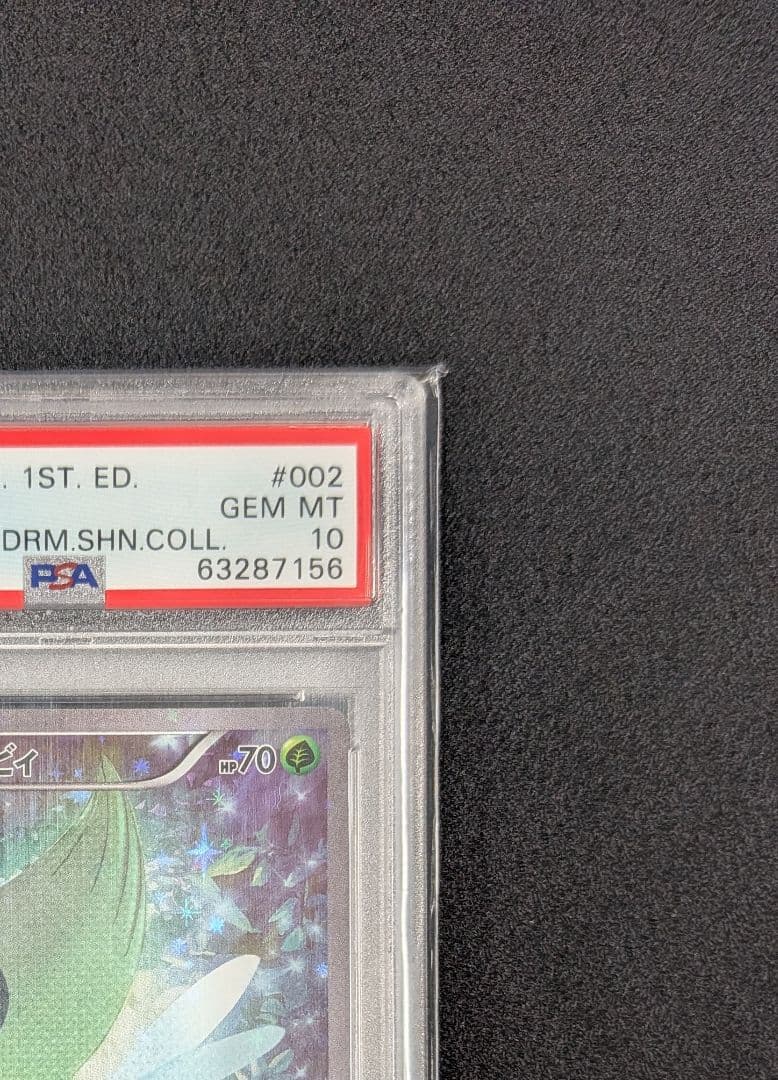 . 1ST. ED. #002
GEM MT
DRM.SHN.COLL. 10
PSA 63287156
ビィ HP70